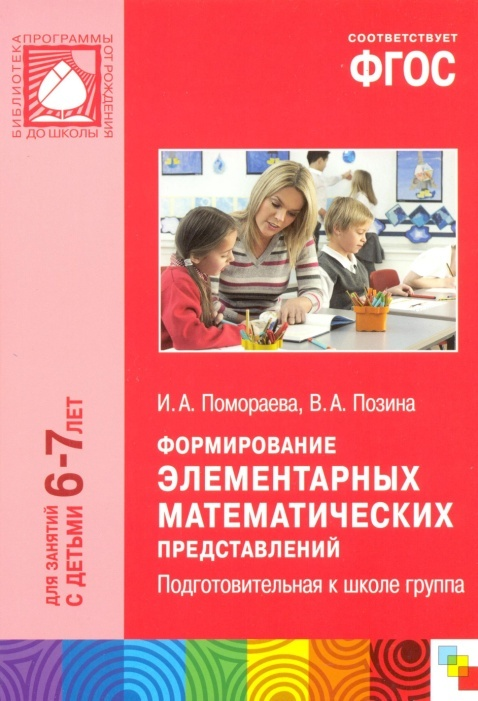 БИБЛИОТЕКА
ПРОГРАММЫ
ОТ РОЖДЕНИЯ
ДО ШКОЛЫ
СООТВЕТСТВУЕТ
ФГОС
И. А. Помораева, В. А. Позина
ФОРМИРОВАНИЕ
ЭЛЕМЕНТАРНЫХ
МАТЕМАТИЧЕСКИХ
ПРЕДСТАВЛЕНИЙ
Подготовительная к школе группа
ДЛЯ ЗАНЯТИЙ
С ДЕТЬМИ 6-7 ЛЕТ